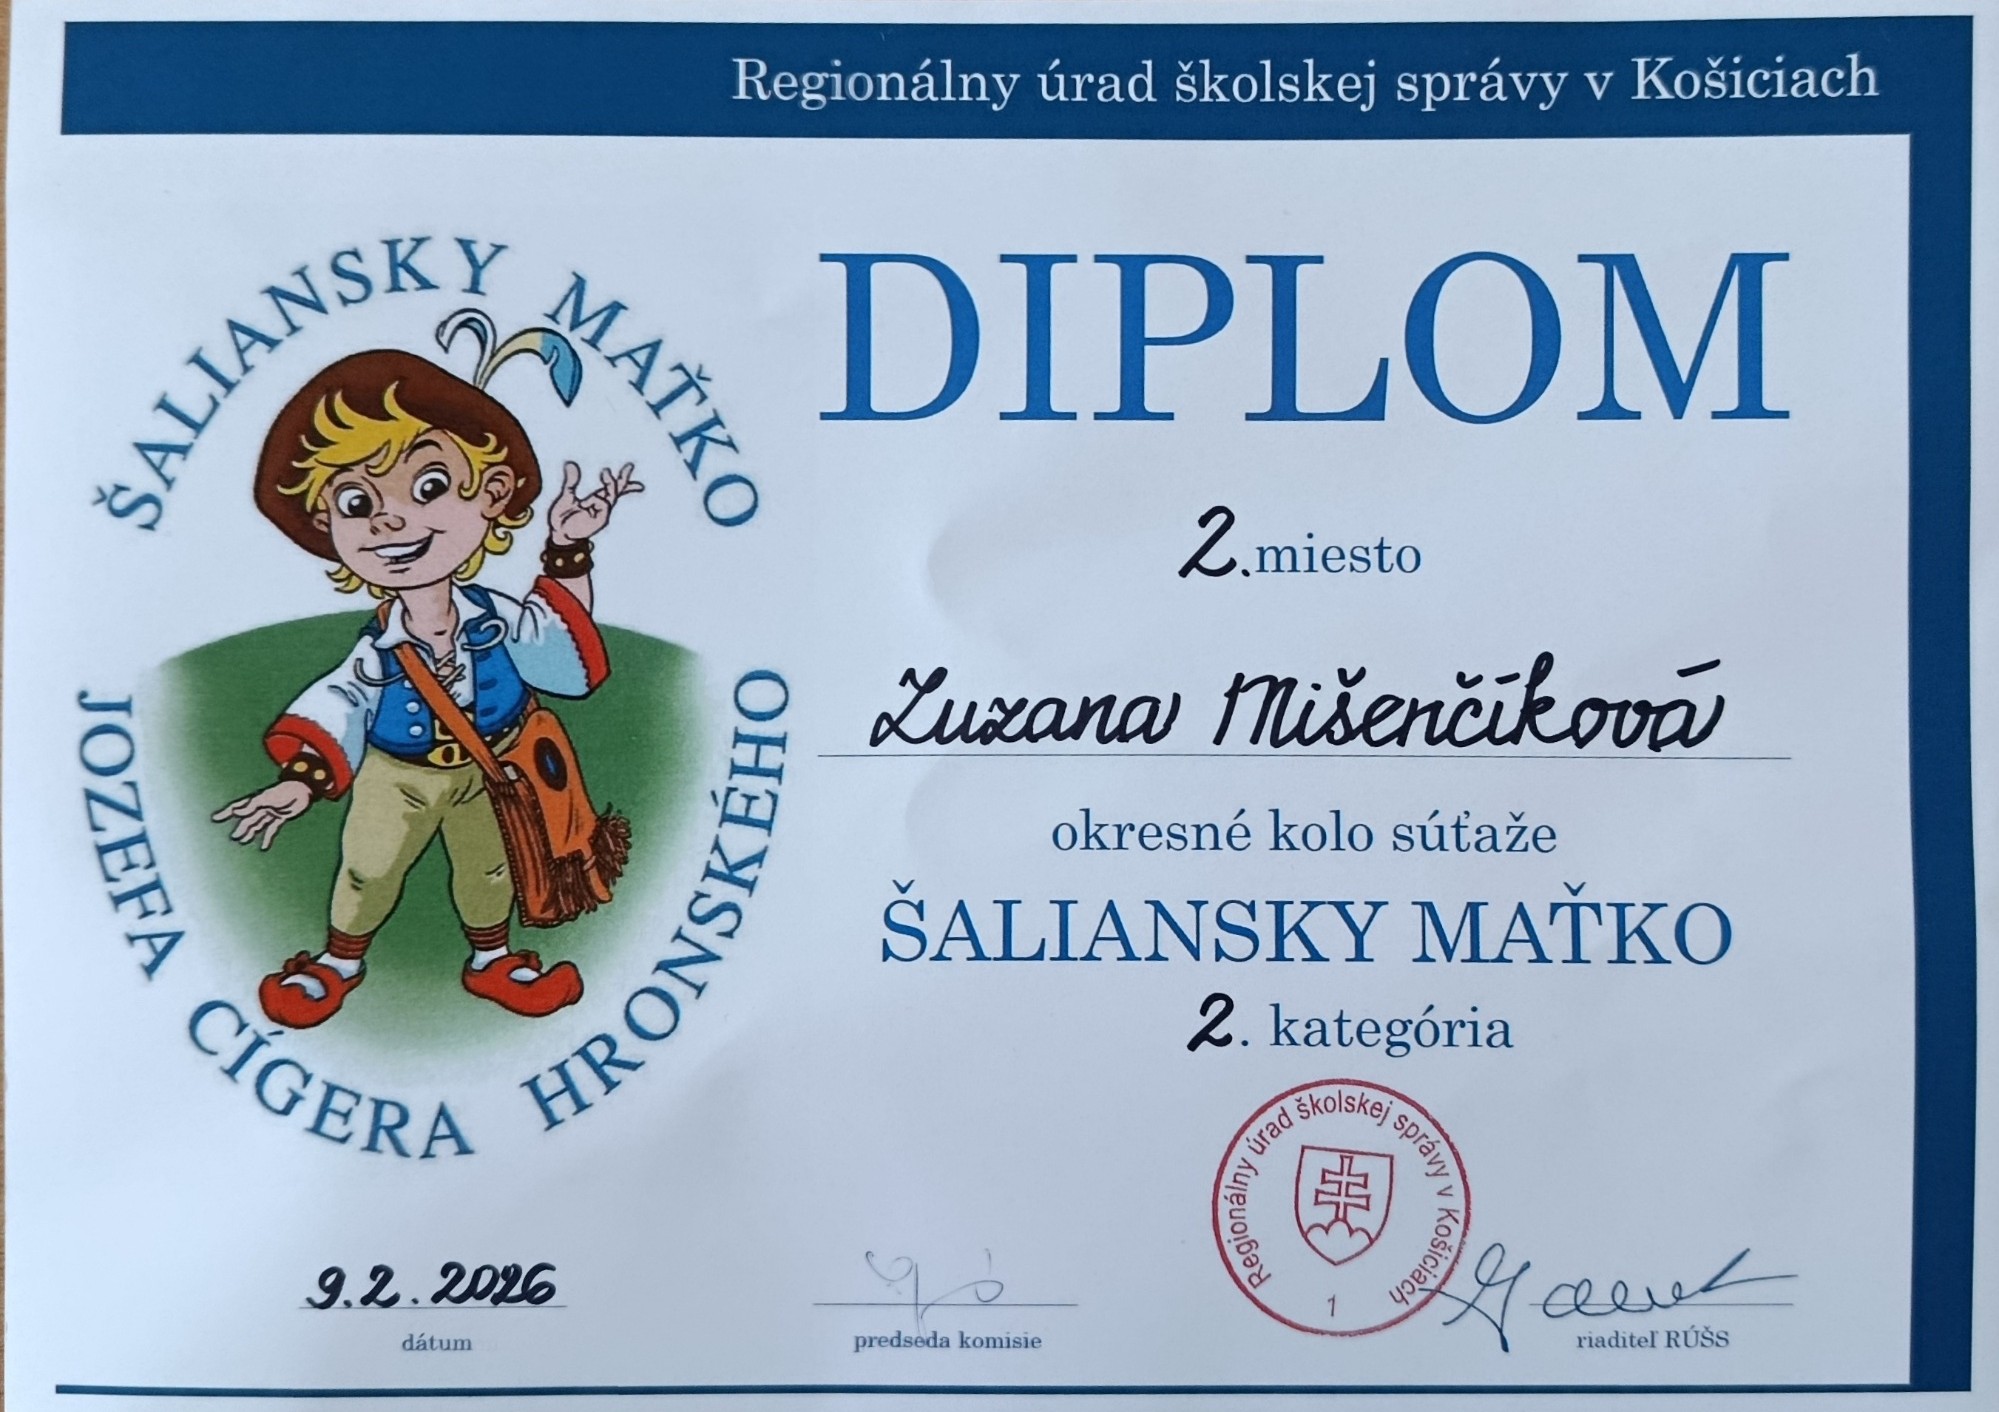 Regionálny úrad školskej správy v Košiciach
ŠALIANSKY MAŤKO
JOZEFA CÍGERA HRONSKÉHO
DIPLOM
2.miesto
Zuzana Mišenčíková
okresné kolo súťaže
ŠALIANSKY MAŤKO
2. kategória
Regionálny úrad školskej správy v Košiciach
1
9.2.2026
dátum
predseda komisie
riaditeľ RÚŠS